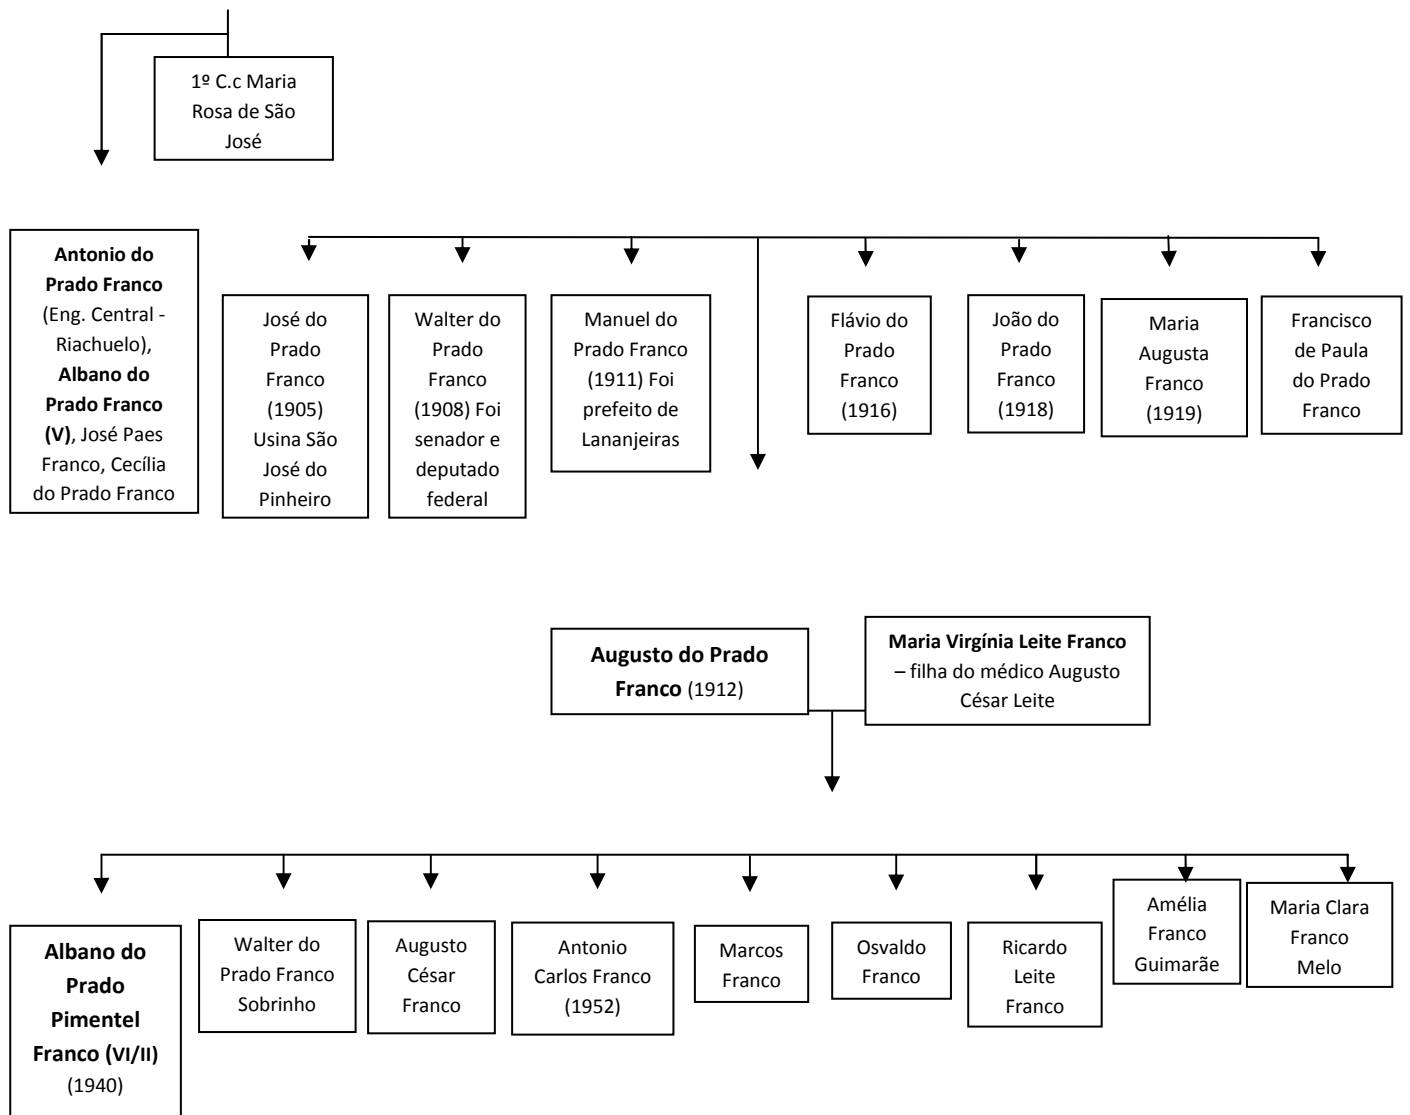 1º C.c Maria
Rosa de São
José
Antonio do
Prado Franco
(Eng. Central -
Riachuelo),
Albano do
Prado Franco
(V), José Paes
Franco, Cecília
do Prado Franco
José do
Prado
Franco
(1905)
Usina São
José do
Pinheiro
Walter do
Prado
Franco
(1908) Foi
senador e
deputado
federal
Manuel do
Prado Franco
(1911) Foi
prefeito de
Lananjeiras
Flávio do
Prado
Franco
(1916)
João do
Prado
Franco
(1918)
Maria
Augusta
Franco
(1919)
Francisco
de Paula
do Prado
Franco
Augusto do Prado
Franco (1912)
Maria Virgínia Leite Franco
– filha do médico Augusto
César Leite
Albano do
Prado
Pimentel
Franco (VI/II)
(1940)
Walter do
Prado Franco
Sobrinho
Augusto
César
Franco
Antonio
Carlos Franco
(1952)
Marcos
Franco
Osvaldo
Franco
Ricardo
Leite
Franco
Amélia
Franco
Guimarãe
Maria Clara
Franco
Melo